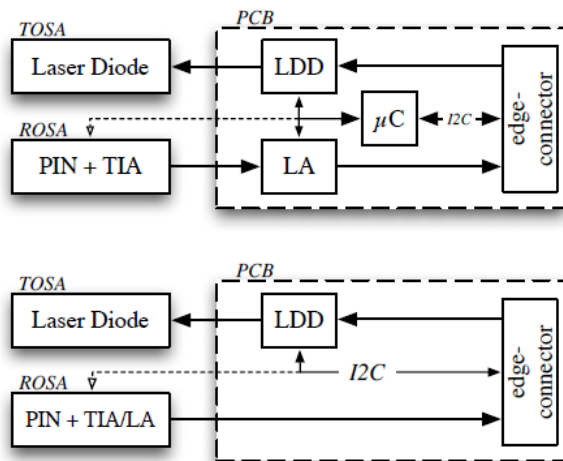 TOSA
PCB
Laser Diode
LDD
ROSA
µC
I2C
edge-
connector
PIN + TIA
LA
TOSA
PCB
Laser Diode
LDD
I2C
edge-
connector
ROSA
PIN + TIA/LA